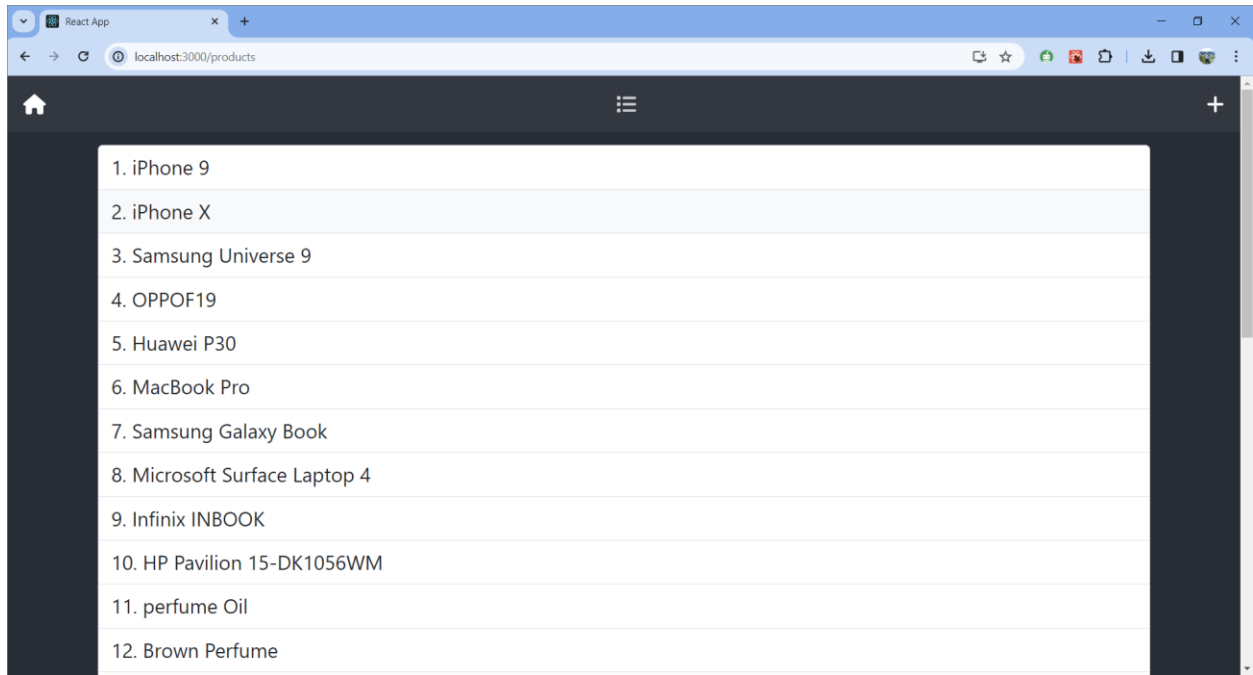 React App
localhost:3000/products
1. iPhone 9
2. iPhone X
3. Samsung Universe 9
4. OPPOF19
5. Huawei P30
6. MacBook Pro
7. Samsung Galaxy Book
8. Microsoft Surface Laptop 4
9. Infinix INBOOK
10. HP Pavilion 15-DK1056WM
11. perfume Oil
12. Brown Perfume